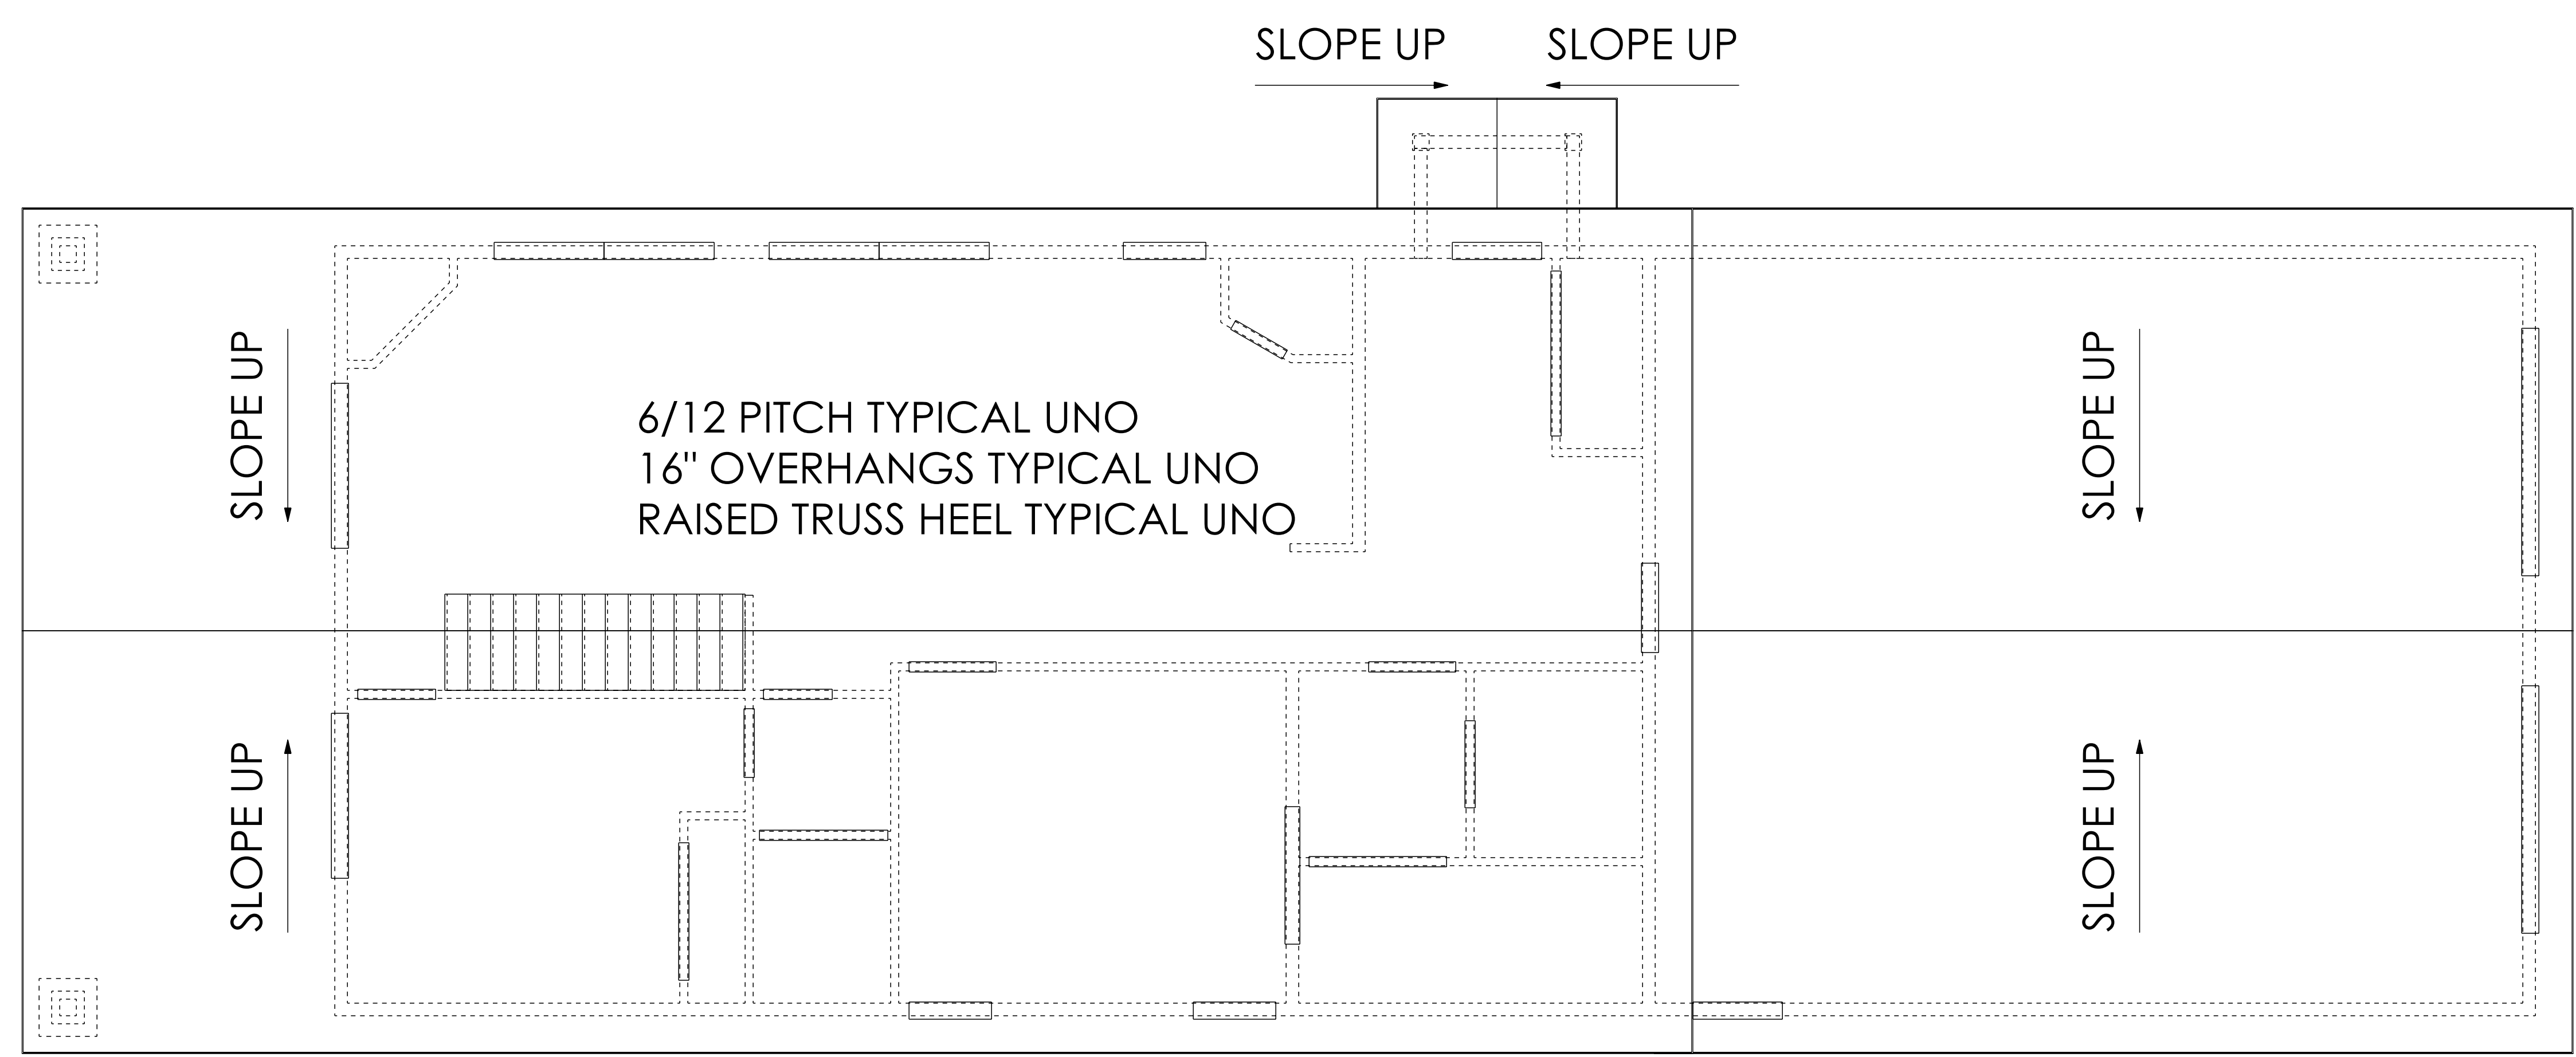 SLOPE UP
SLOPE UP
SLOPE UP
SLOPE UP
6/12 PITCH TYPICAL UNO
16" OVERHANGS TYPICAL UNO
RAISED TRUSS HEEL TYPICAL UNO
SLOPE UP
SLOPE UP